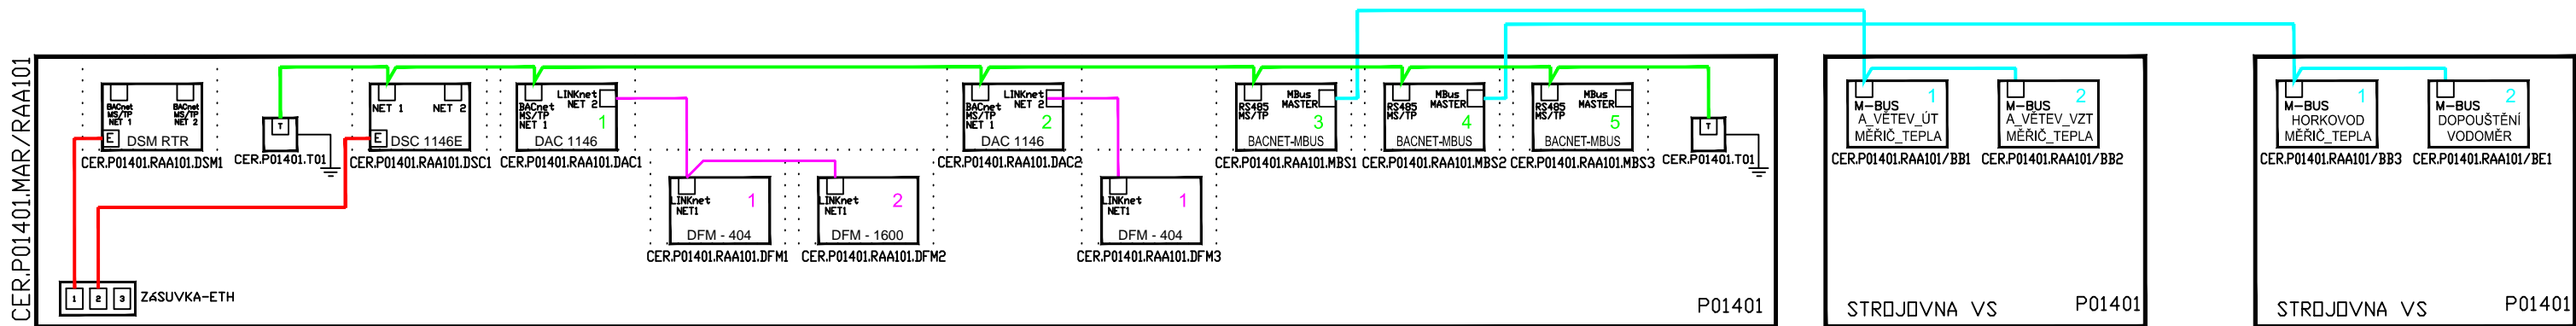 CER.P01401.MAR/RAA101
BACnet
MS/TP
NET 1
BACnet
MS/TP
NET 2
E
DSM RTR
CER.P01401.RAA101.DSM1
T
CER.P01401.T01
NET 1
NET 2
E
DSC 1146E
CER.P01401.RAA101.DSC1
LINKnet
NET 2
BACnet
MS/TP
NET 1
1
DAC 1146
CER.P01401.RAA101.DAC1
LINKnet
NET1
1
DFM - 404
CER.P01401.RAA101.DFM1
LINKnet
NET1
2
DFM - 1600
CER.P01401.RAA101.DFM2
LINKnet
NET 2
BACnet
MS/TP
NET 1
2
DAC 1146
CER.P01401.RAA101.DAC2
LINKnet
NET1
1
DFM - 404
CER.P01401.RAA101.DFM3
MBus
MASTER
RS485
MS/TP
3
BACNET-MBUS
CER.P01401.RAA101.MBS1
MBus
MASTER
RS485
MS/TP
4
BACNET-MBUS
CER.P01401.RAA101.MBS2
MBus
MASTER
RS485
MS/TP
5
BACNET-MBUS
CER.P01401.RAA101.MBS3
T
CER.P01401.T01
1 2 3
ZáSUVKA-ETH
P01401
1
M-BUS
A_VĚTEV_ÚT
MĚŘIČ_TEPLA
CER.P01401.RAA101/BB1
2
M-BUS
A_VĚTEV_VZT
MĚŘIČ_TEPLA
CER.P01401.RAA101/BB2
STROJOVNA VS
P01401
1
M-BUS
HORKOVOD
MĚŘIČ_TEPLA
CER.P01401.RAA101/BB3
2
M-BUS
DOPOUŠTĚNÍ
VODOMĚR
CER.P01401.RAA101/BE1
STROJOVNA VS
P01401